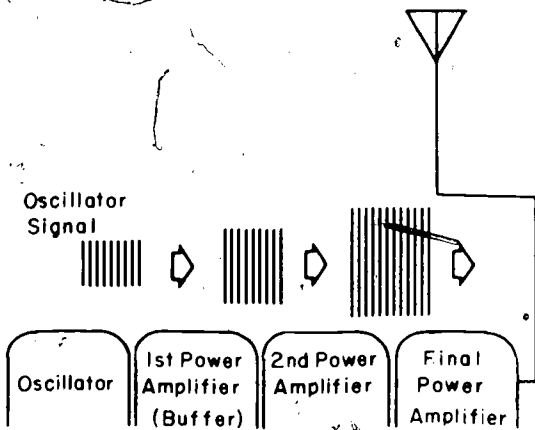 Oscillator
Signal
Oscillator
1st Power
Amplifier
(Buffer)
2nd Power
Amplifier
Final
Power
Amplifier